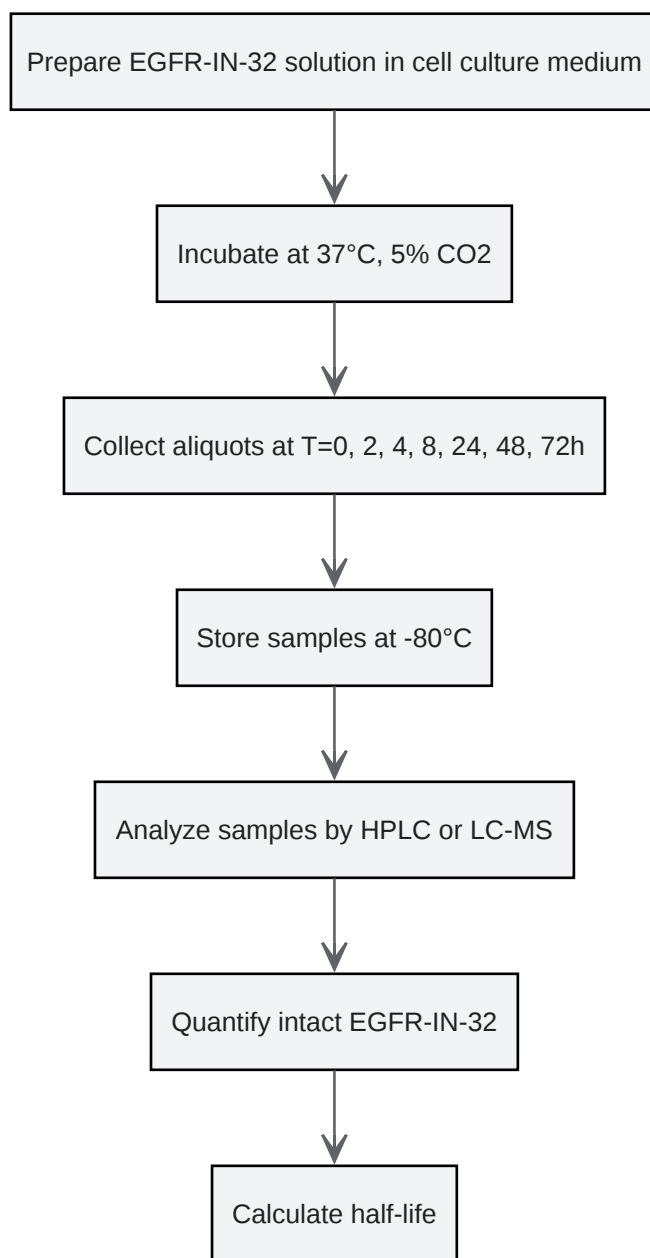 Prepare EGFR-IN-32 solution in cell culture medium
Incubate at 37°C, 5% CO2
Collect aliquots at T=0, 2, 4, 8, 24, 48, 72h
Store samples at -80°C
Analyze samples by HPLC or LC-MS
Quantify intact EGFR-IN-32
Calculate half-life